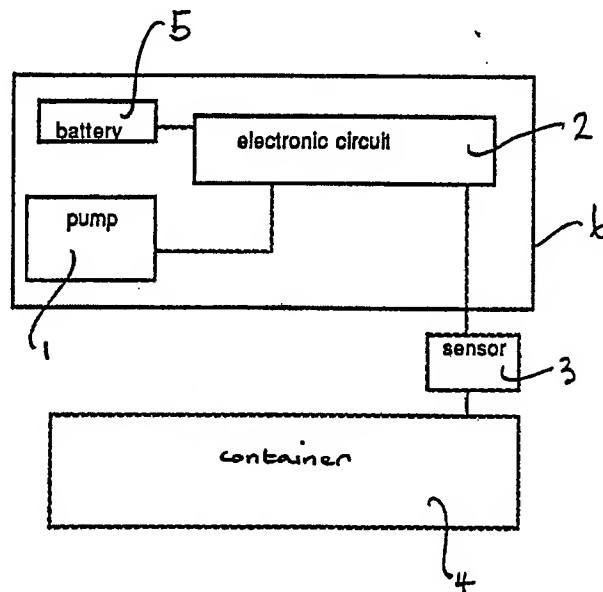 5
battery
electronic circuit
2
pump
6
1
sensor
3
container
4